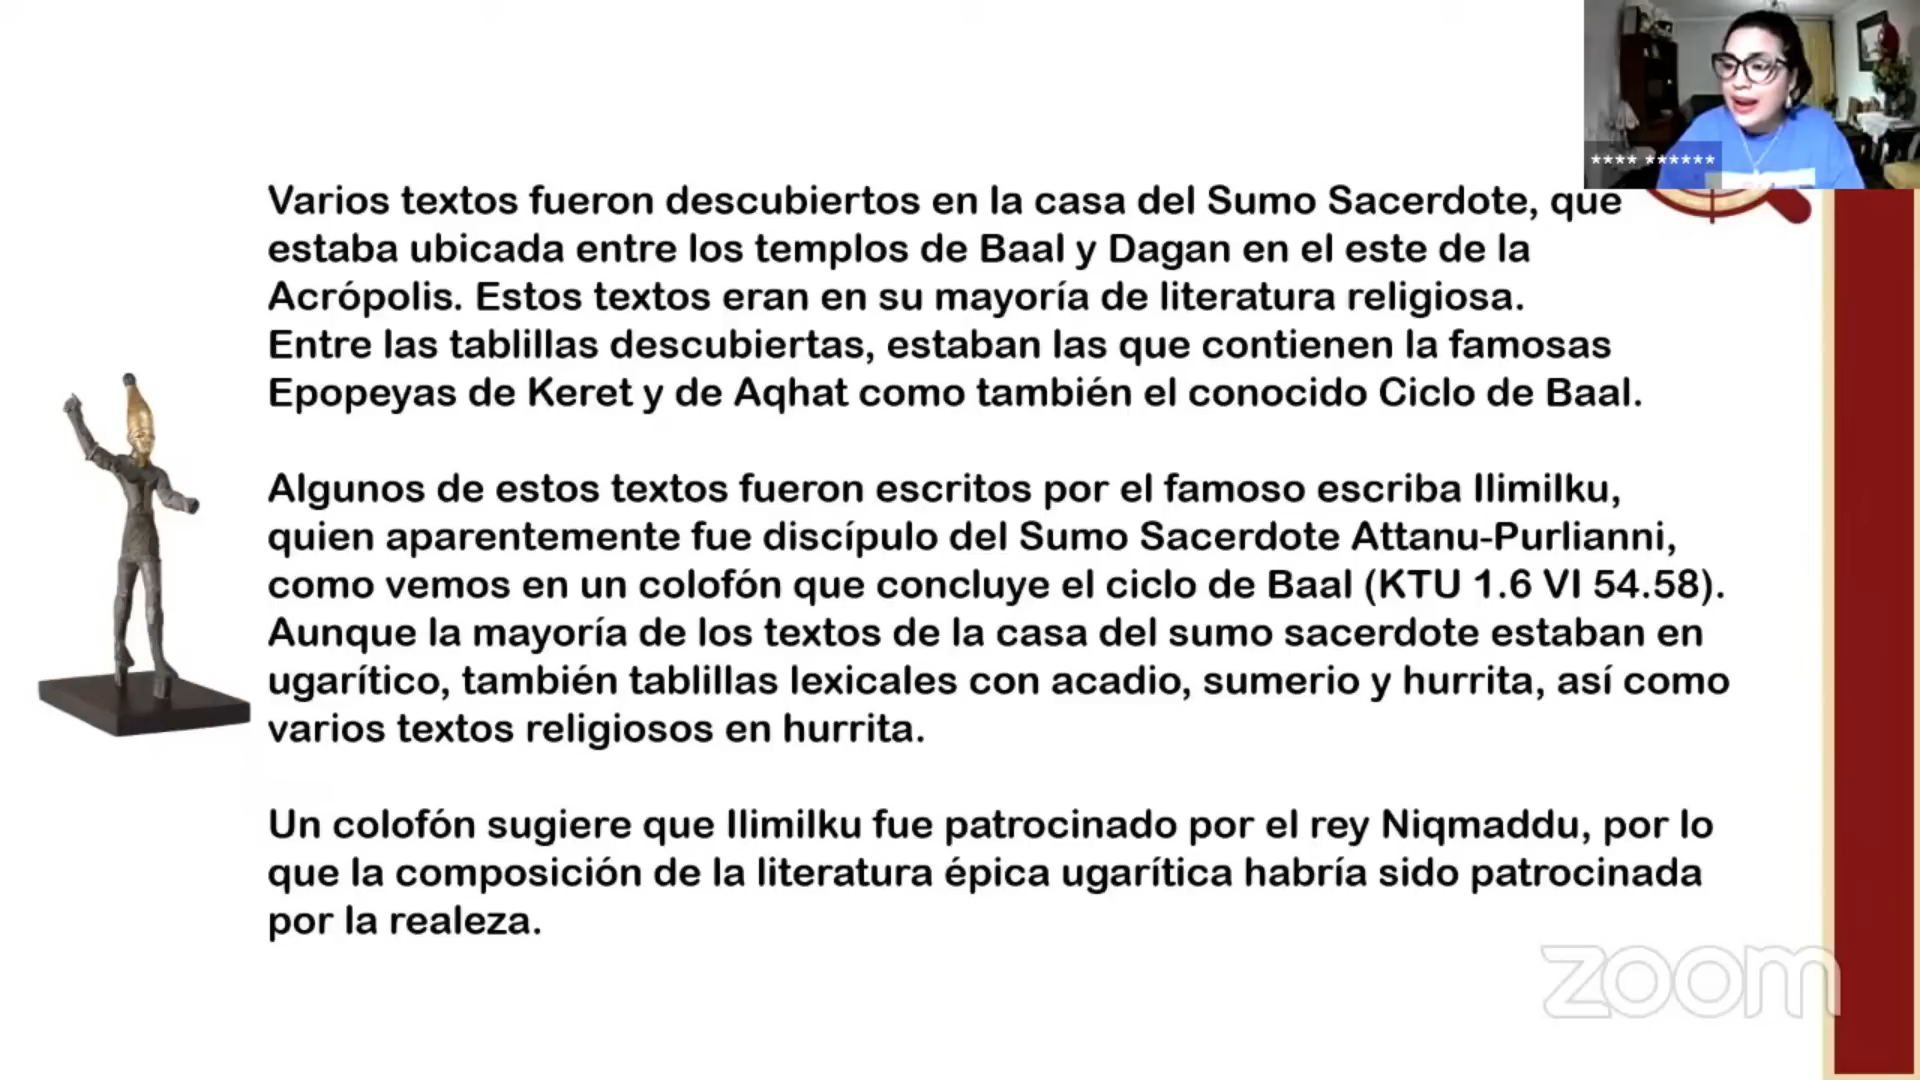 **** ******
Varios textos fueron descubiertos en la casa del Sumo Sacerdote, que
estaba ubicada entre los templos de Baal y Dagan en el este de la
Acrópolis. Estos textos eran en su mayoría de literatura religiosa.
Entre las tablillas descubiertas, estaban las que contienen la famosas
Epopeyas de Keret y de Aqhat como también el conocido Ciclo de Baal.
Algunos de estos textos fueron escritos por el famoso escriba Ilimilku,
quien aparentemente fue discípulo del Sumo Sacerdote Attanu-Purlianni,
como vemos en un colofón que concluye el ciclo de Baal (KTU 1.6 VI 54.58).
Aunque la mayoría de los textos de la casa del sumo sacerdote estaban en
ugarítico, también tablillas lexicales con acadio, sumerio y hurrita, así como
varios textos religiosos en hurrita.
Un colofón sugiere que Ilimilku fue patrocinado por el rey Niqmaddu, por lo
que la composición de la literatura épica ugarítica habría sido patrocinada
por la realeza.
zoom